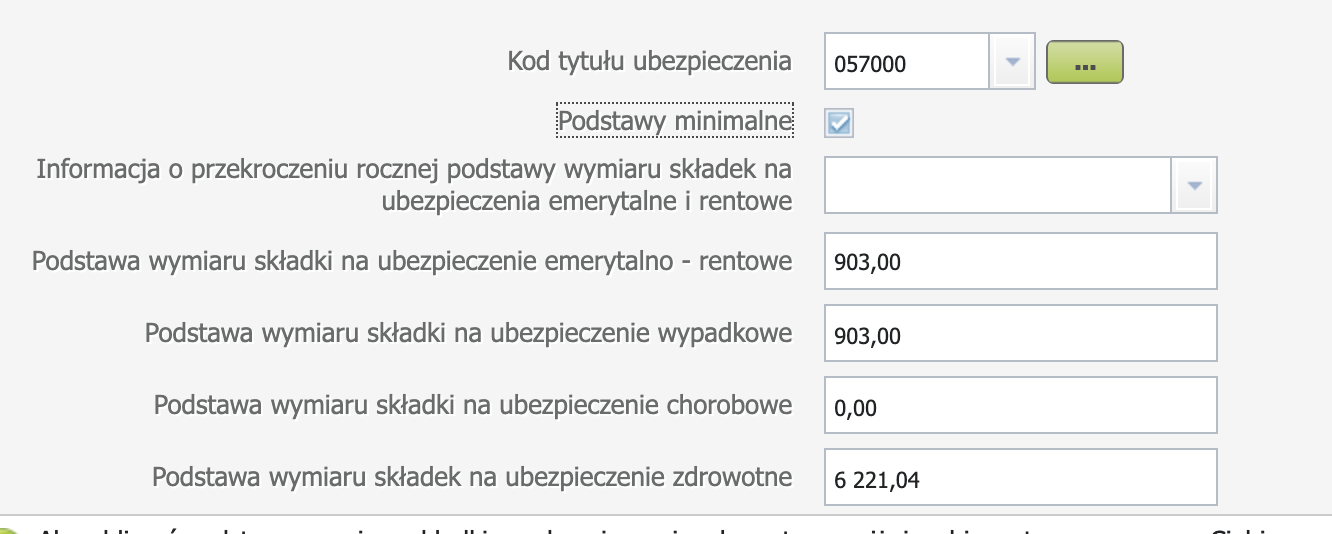 Kod tytułu ubezpieczenia 057000 ...
Podstawy minimalne
Informacja o przekroczeniu rocznej podstawy wymiaru składek na
ubezpieczenia emerytalne i rentowe
Podstawa wymiaru składki na ubezpieczenie emerytalno - rentowe 903,00
Podstawa wymiaru składki na ubezpieczenie wypadkowe 903,00
Podstawa wymiaru składki na ubezpieczenie chorobowe 0,00
Podstawa wymiaru składek na ubezpieczenie zdrowotne 6 221,04